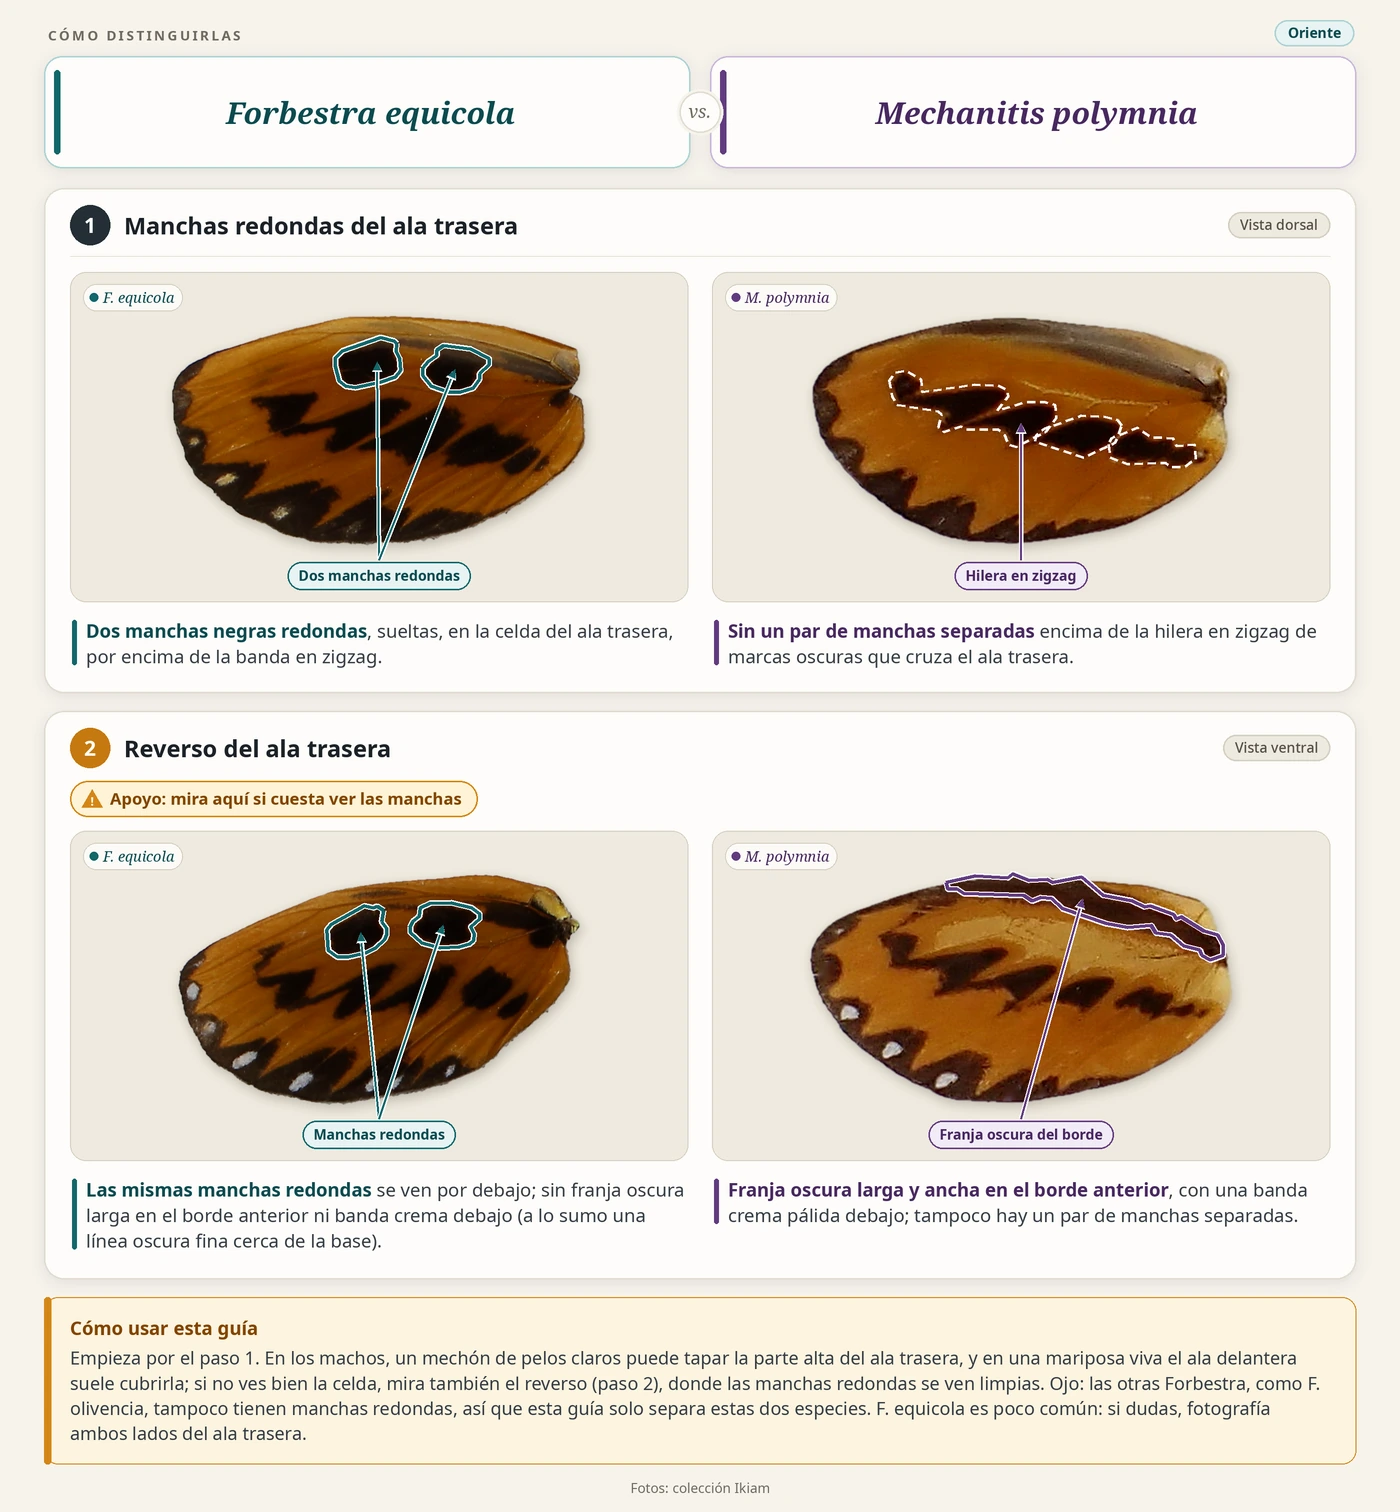 CÓMO DISTINGUIRLAS
Oriente
Forbestra equicola
vs.
Mechanitis polymnia
1 Manchas redondas del ala trasera
Vista dorsal
F. equicola
Dos manchas redondas
M. polymnia
Hilera en zigzag
Dos manchas negras redondas, sueltas, en la celda del ala trasera,
por encima de la banda en zigzag.
Sin un par de manchas separadas encima de la hilera en zigzag de
marcas oscuras que cruza el ala trasera.
2 Reverso del ala trasera
Vista ventral
Apoyo: mira aquí si cuesta ver las manchas
F. equicola
Manchas redondas
M. polymnia
Franja oscura del borde
Las mismas manchas redondas se ven por debajo; sin franja oscura
larga en el borde anterior ni banda crema debajo (a lo sumo una
línea oscura fina cerca de la base).
Franja oscura larga y ancha en el borde anterior, con una banda
crema pálida debajo; tampoco hay un par de manchas separadas.
Cómo usar esta guía
Empieza por el paso 1. En los machos, un mechón de pelos claros puede tapar la parte alta del ala trasera, y en una mariposa viva el ala delantera
suele cubrirla; si no ves bien la celda, mira también el reverso (paso 2), donde las manchas redondas se ven limpias. Ojo: las otras Forbestra, como F.
olivencia, tampoco tienen manchas redondas, así que esta guía solo separa estas dos especies. F. equicola es poco común: si dudas, fotografía
ambos lados del ala trasera.
Fotos: colección Ikiam